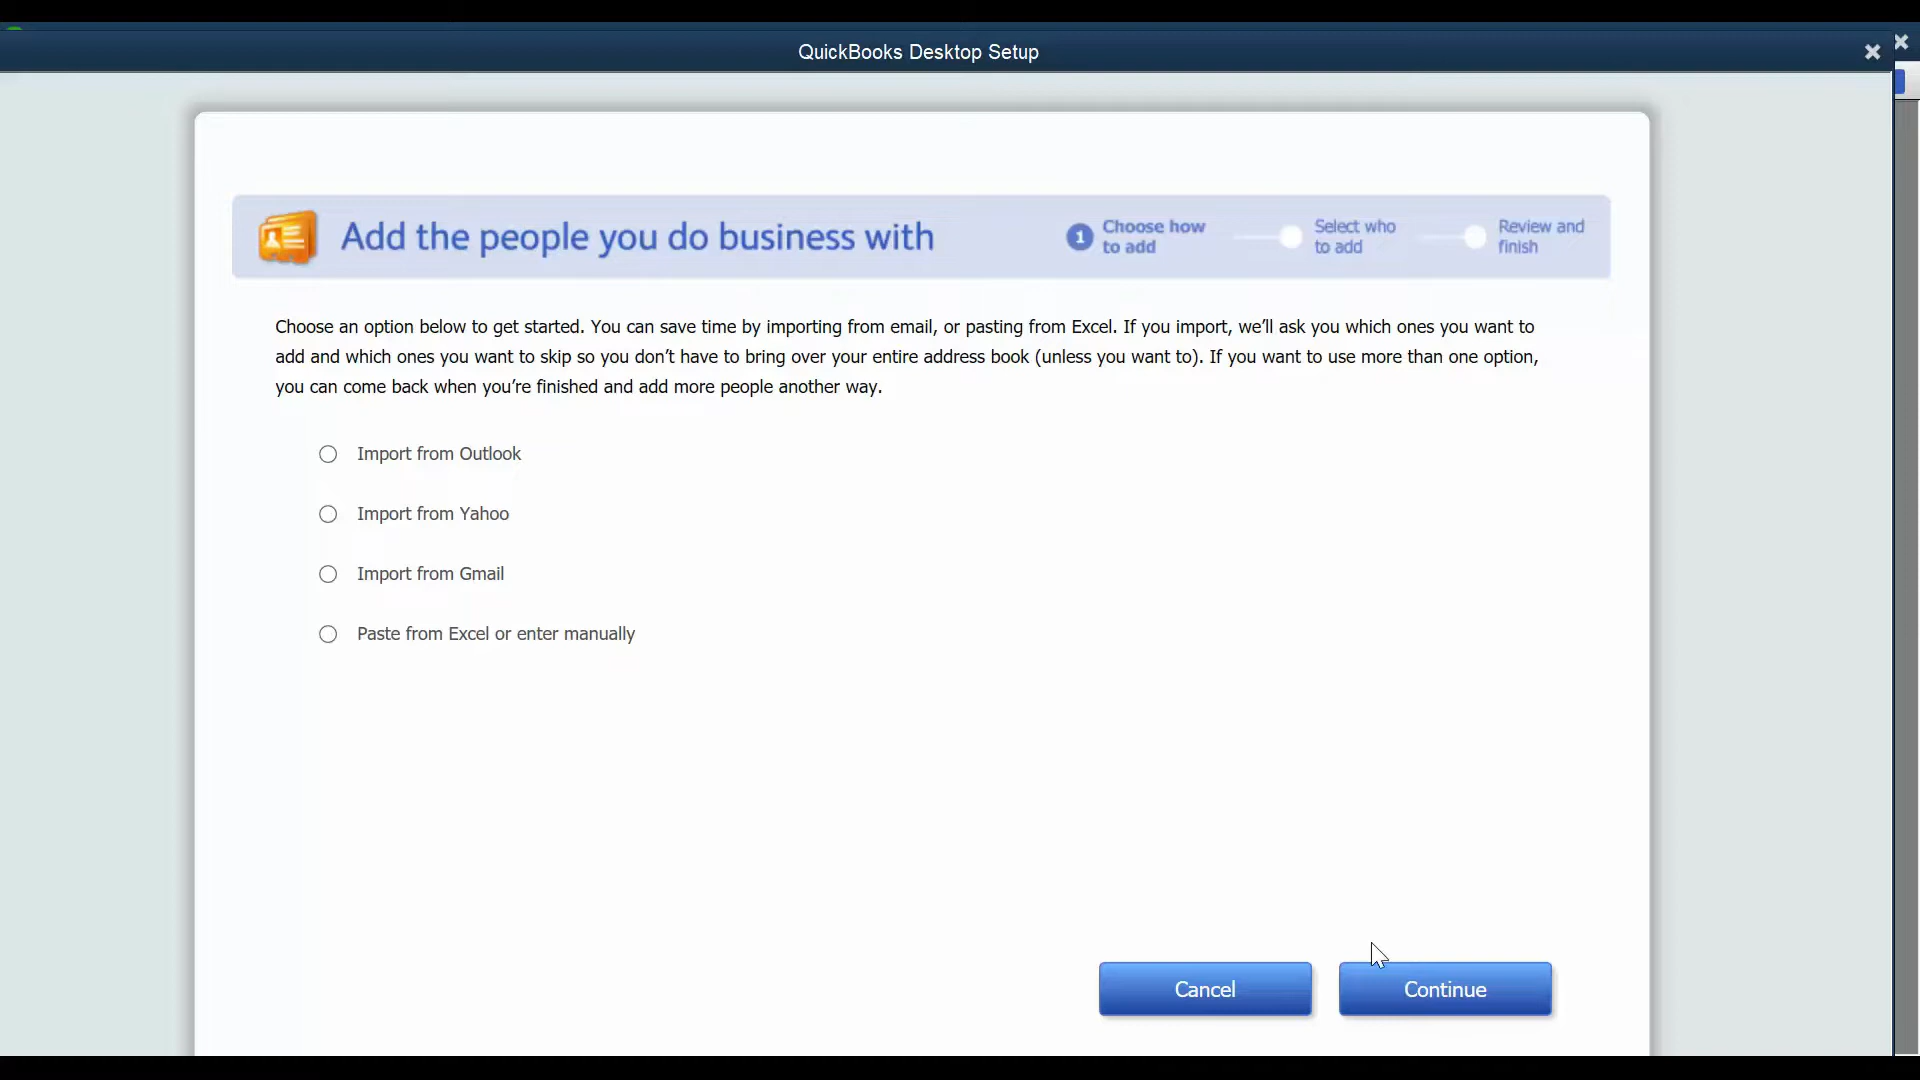 QuickBooks Desktop Setup
Add the people you do business with
1
Choose how
to add
Select who
to add
Review and
finish
Choose an option below to get started. You can save time by importing from email, or pasting from Excel. If you import, we’ll ask you which ones you want to
add and which ones you want to skip so you don’t have to bring over your entire address book (unless you want to). If you want to use more than one option,
you can come back when you’re finished and add more people another way.
Import from Outlook
Import from Yahoo
Import from Gmail
Paste from Excel or enter manually
Cancel
Continue